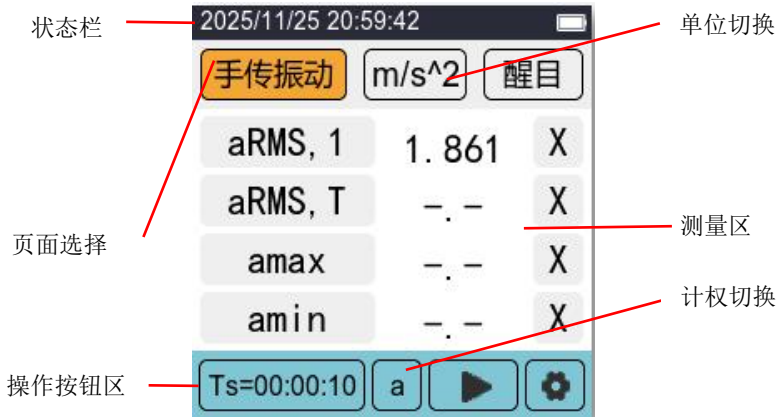 状态栏
2025/11/25 20:59:42
单位切换
手传振动 m/s^2 醒目
aRMS, 1 1.861 X
aRMS, T -.- X
页面选择
测量区
amax -.- X
计权切换
amin -.- X
操作按钮区
Ts=00:00:10 a